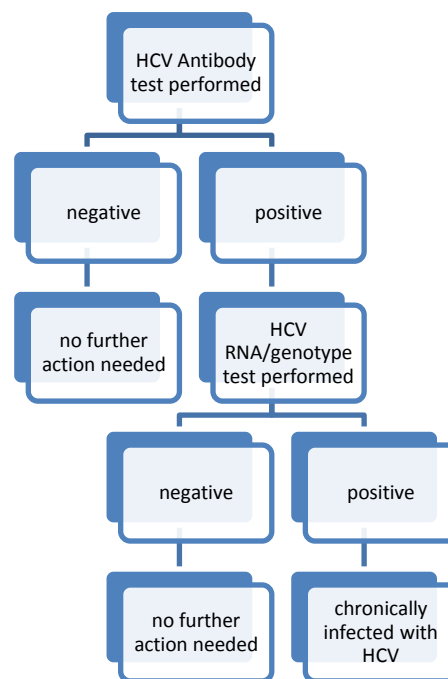 HCV Antibody
test performed
negative
positive
no further
action needed
HCV
RNA/genotype
test performed
negative
positive
no further
action needed
chronically
infected with
HCV